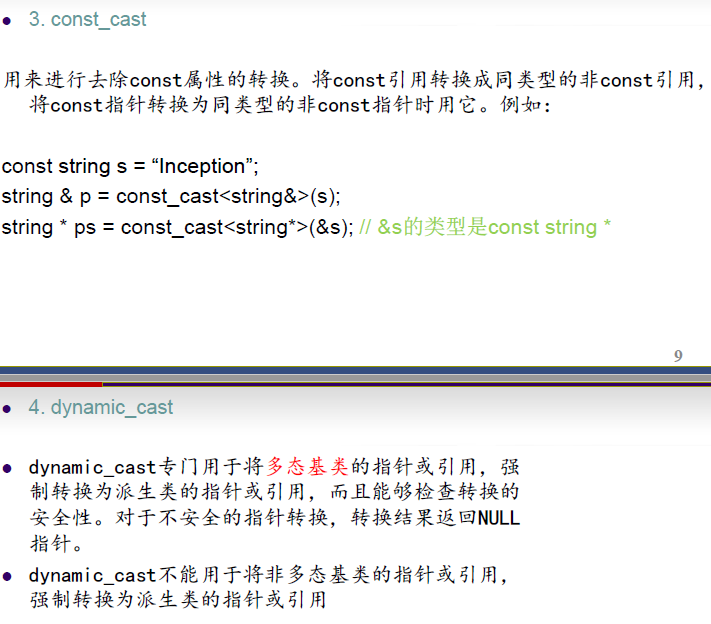 3. const_cast
用来进行去除const属性的转换。将const引用转换成同类型的非const引用，
将const指针转换为同类型的非const指针时用它。例如：
const string s = “Inception”;
string & p = const_cast<string&>(s);
string * ps = const_cast<string*>(&s); // &s的类型是const string *
9
4. dynamic_cast
dynamic_cast专门用于将多态基类的指针或引用，强
制转换为派生类的指针或引用，而且能够检查转换的
安全性。对于不安全的指针转换，转换结果返回NULL
指针。
dynamic_cast不能用于将非多态基类的指针或引用，
强制转换为派生类的指针或引用